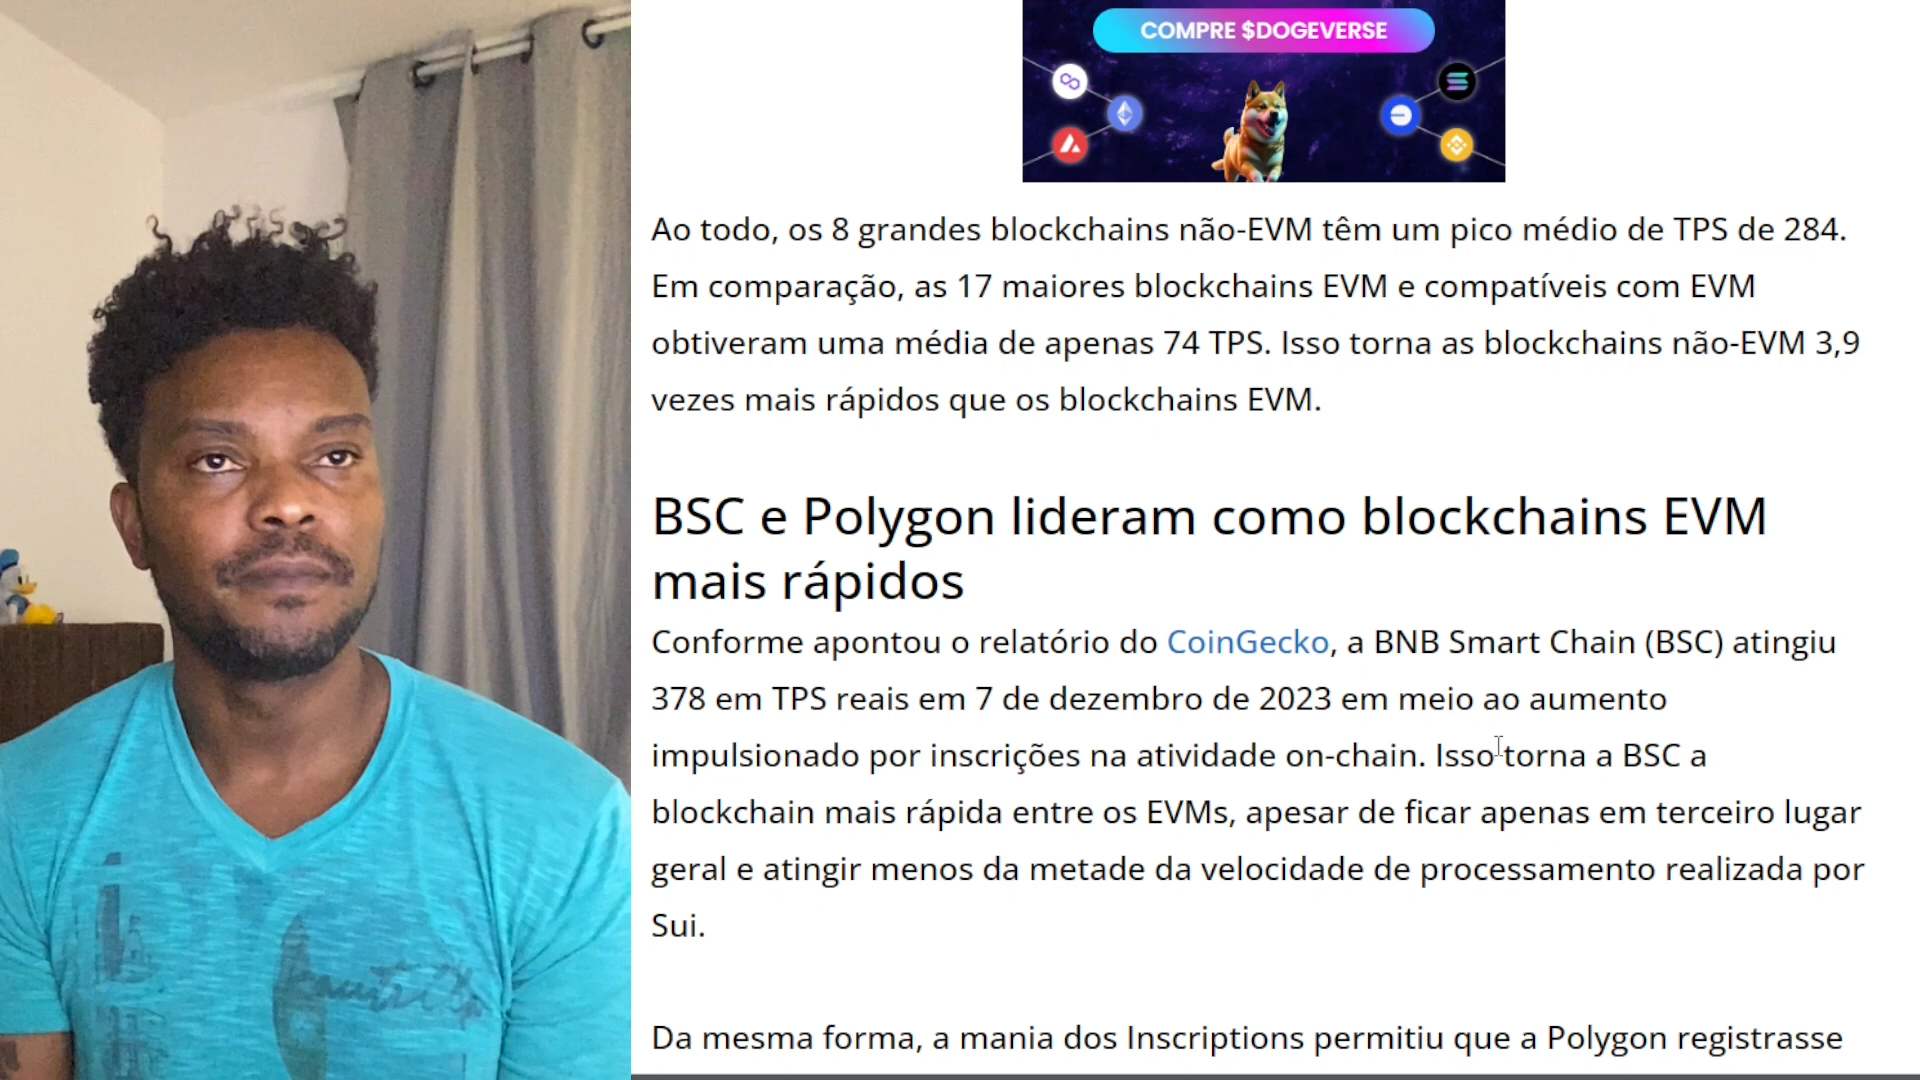 COMPRE $DOGEVERSE
Ao todo, os 8 grandes blockchains não-EVM têm um pico médio de TPS de 284.
Em comparação, as 17 maiores blockchains EVM e compatíveis com EVM
obtiveram uma média de apenas 74 TPS. Isso torna as blockchains não-EVM 3,9
vezes mais rápidos que os blockchains EVM.
BSC e Polygon lideram como blockchains EVM
mais rápidos
Conforme apontou o relatório do CoinGecko, a BNB Smart Chain (BSC) atingiu
378 em TPS reais em 7 de dezembro de 2023 em meio ao aumento
impulsionado por inscrições na atividade on-chain. Isso torna a BSC a
blockchain mais rápida entre os EVMs, apesar de ficar apenas em terceiro lugar
geral e atingir menos da metade da velocidade de processamento realizada por
Sui.
Da mesma forma, a mania dos Inscriptions permitiu que a Polygon registrasse